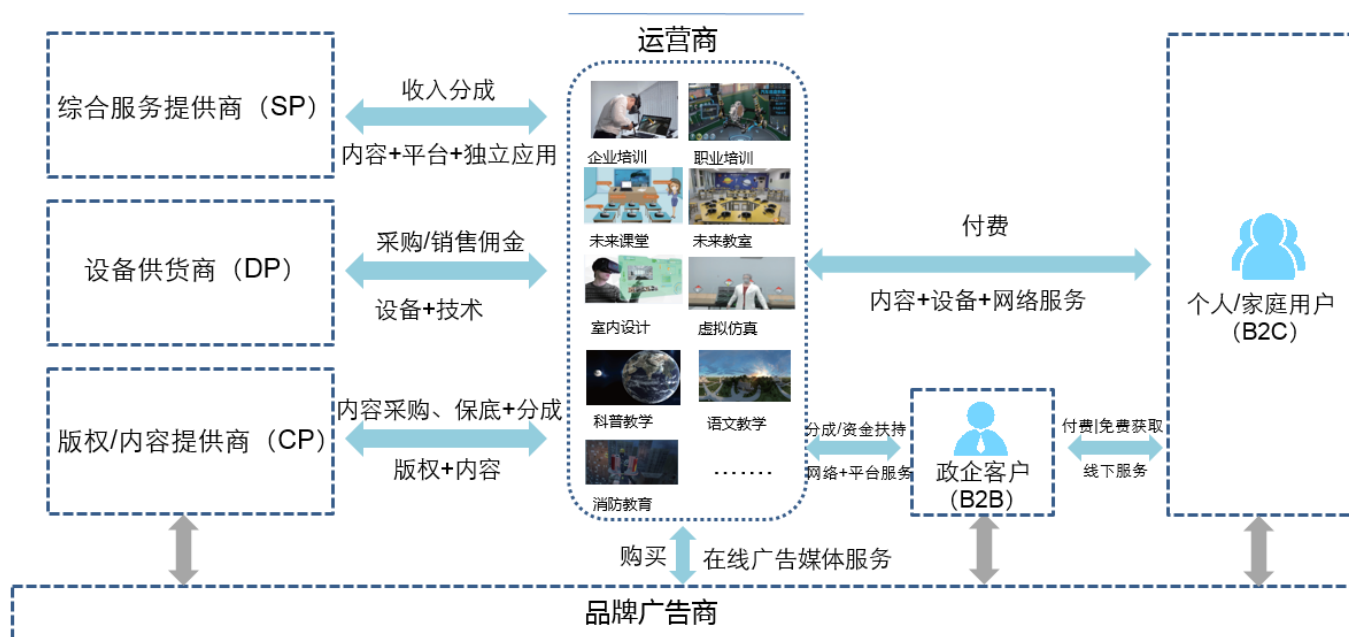 运营商
综合服务提供商（SP）
收入分成
内容+平台+独立应用
设备供货商（DP）
采购/销售佣金
设备+技术
版权/内容提供商（CP）
内容采购、保底+分成
版权+内容
企业培训
职业培训
未来课堂
未来教室
室内设计
虚拟仿真
科普教学
语文教学
消防教育
.......
付费
内容+设备+网络服务
个人/家庭用户
（B2C）
分成/资金扶持
网络+平台服务
政企客户
（B2B）
付费|免费获取
线下服务
购买
在线广告媒体服务
品牌广告商